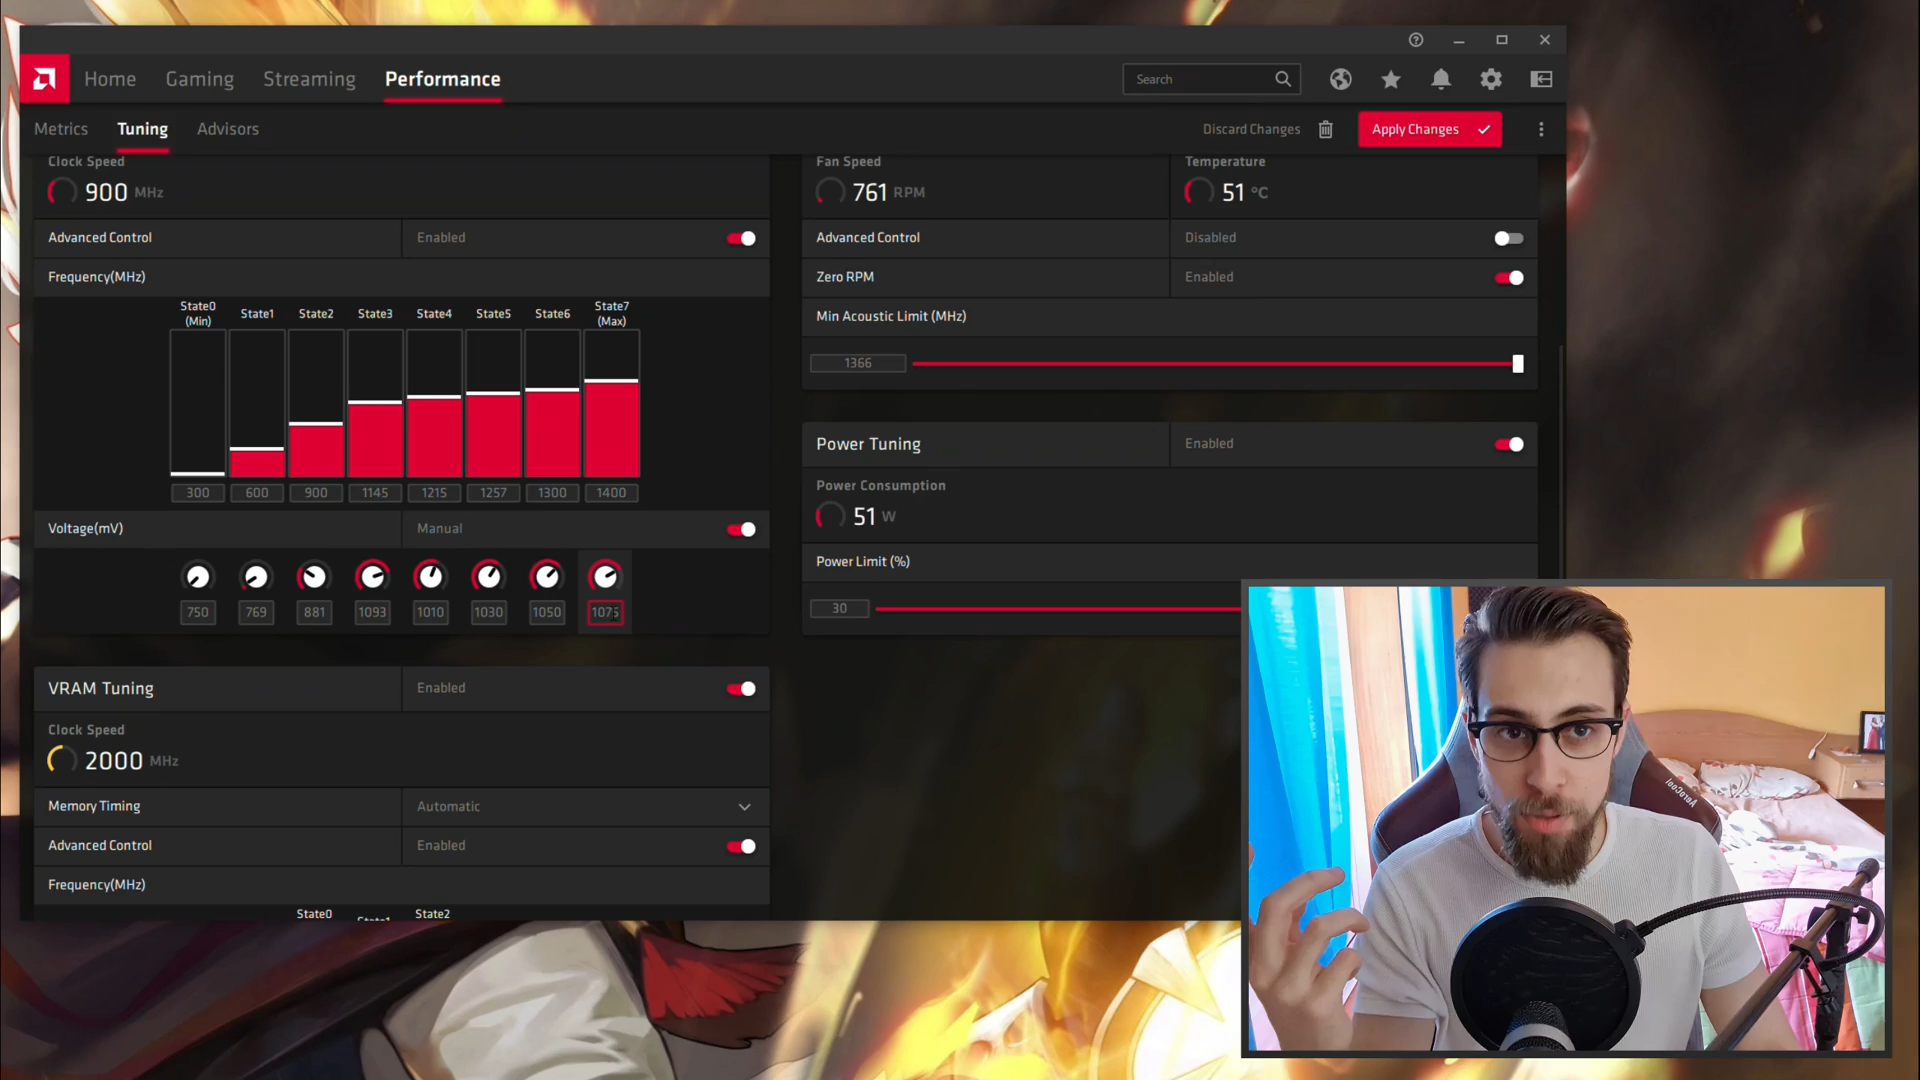 Home
Gaming
Streaming
Performance
Search
Metrics
Tuning
Advisors
Discard Changes
Apply Changes
Clock Speed
900 MHz
Advanced Control
Enabled
Frequency(MHz)
State0
(Min)
State1
State2
State3
State4
State5
State6
State7
(Max)
300
600
900
1145
1215
1257
1300
1400
Voltage(mV)
Manual
750
769
881
1093
1010
1030
1050
1075
VRAM Tuning
Enabled
Clock Speed
2000 MHz
Memory Timing
Automatic
Advanced Control
Enabled
Frequency(MHz)
State0
State1
State2
Fan Speed
761 RPM
Temperature
51 °C
Advanced Control
Disabled
Zero RPM
Enabled
Min Acoustic Limit (MHz)
1366
Power Tuning
Enabled
Power Consumption
51 W
Power Limit (%)
30
AeroCool